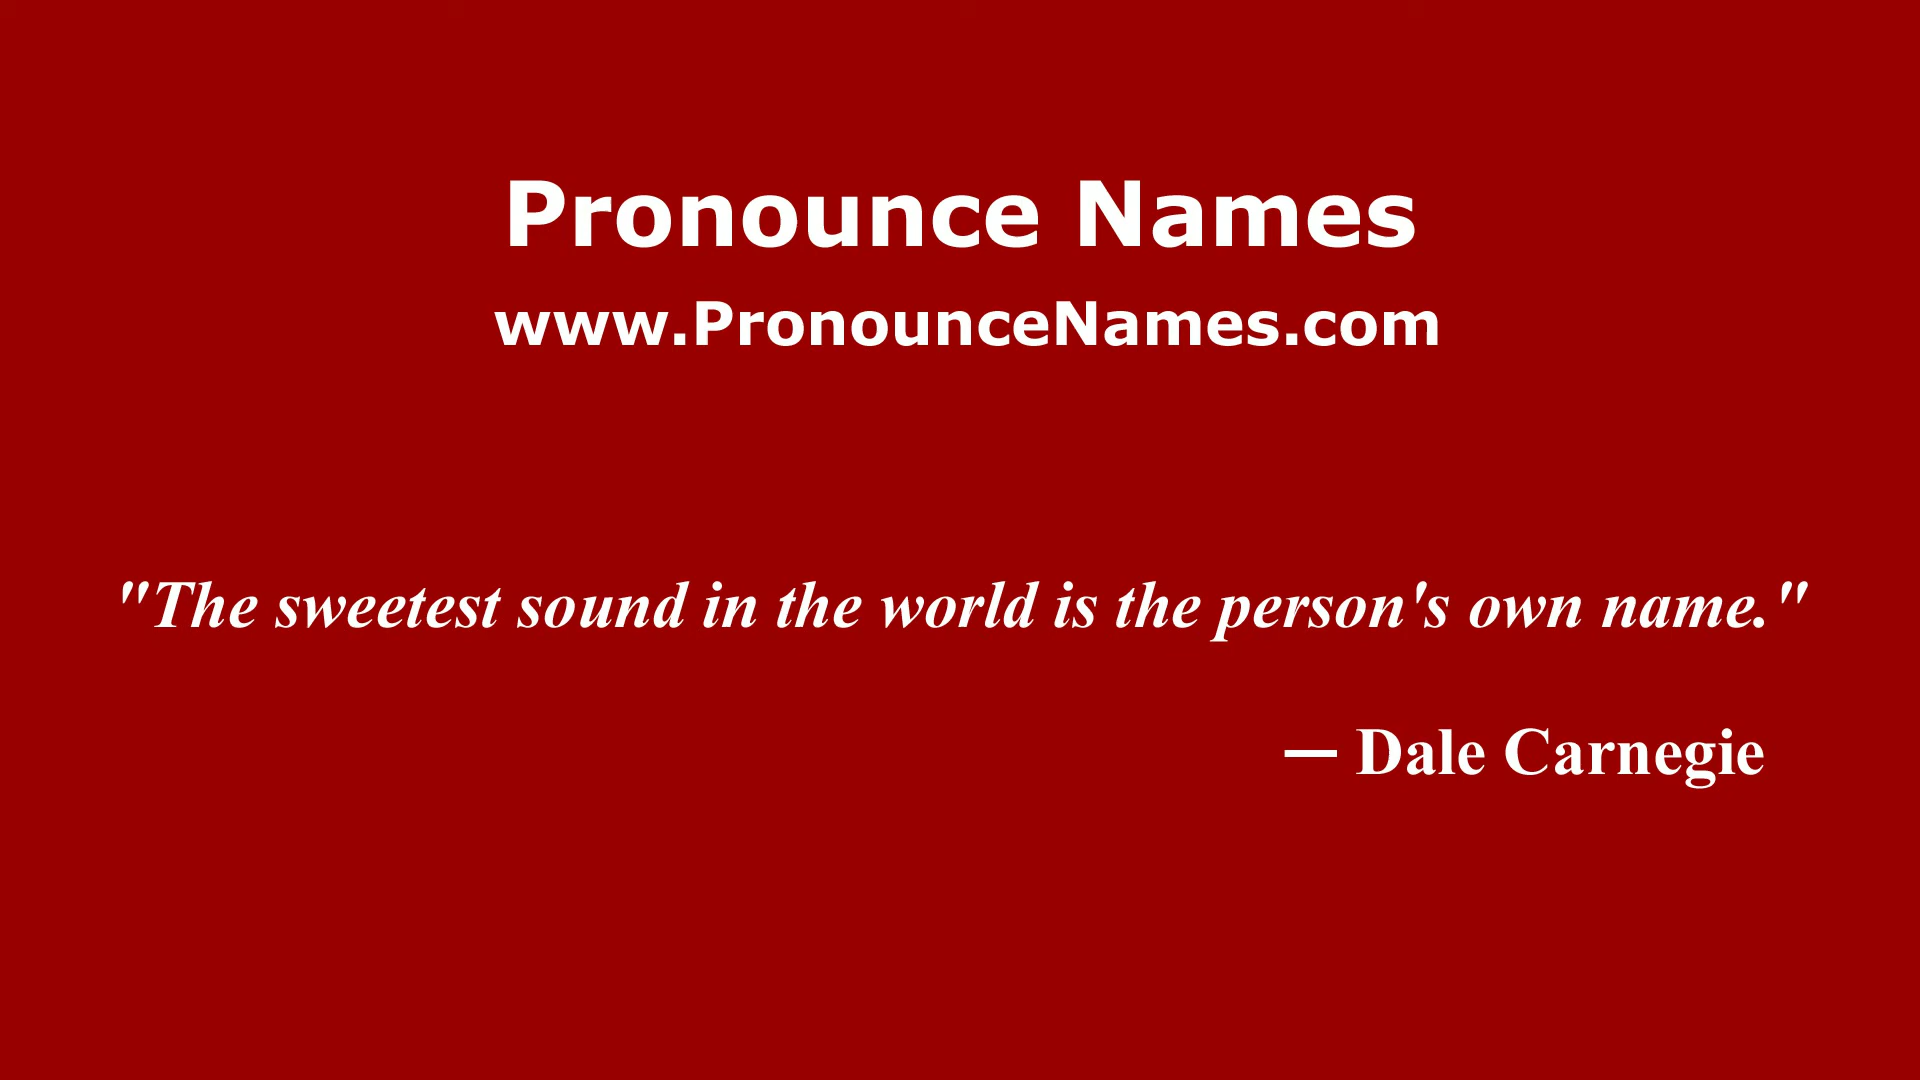 Pronounce Names
www.PronounceNames.com
"The sweetest sound in the world is the person's own name."
— Dale Carnegie